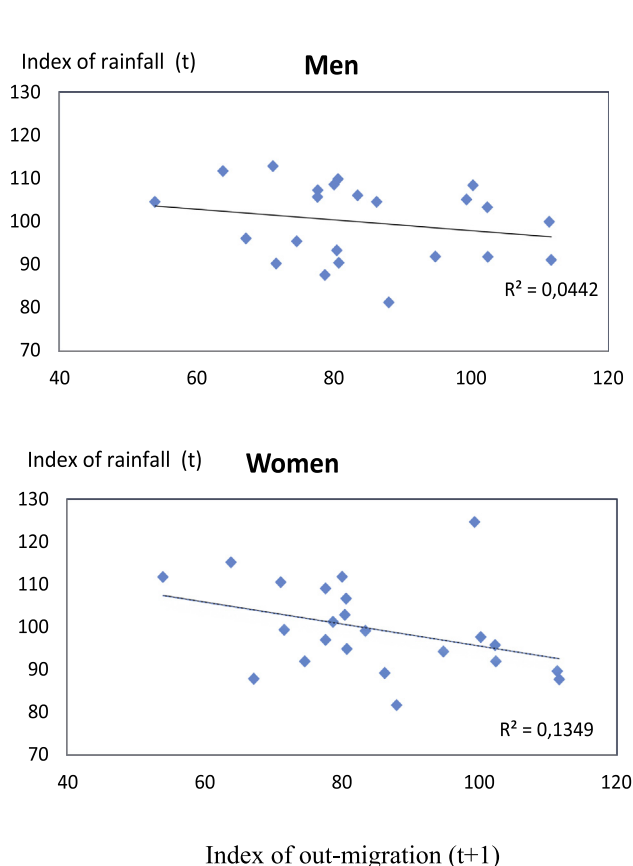 Index of rainfall (t)
Men
130
120
110
100
90
80
70
R² = 0,0442
40 60 80 100 120
Index of rainfall (t)
Women
130
120
110
100
90
80
70
R² = 0,1349
40 60 80 100 120
Index of out-migration (t+1)